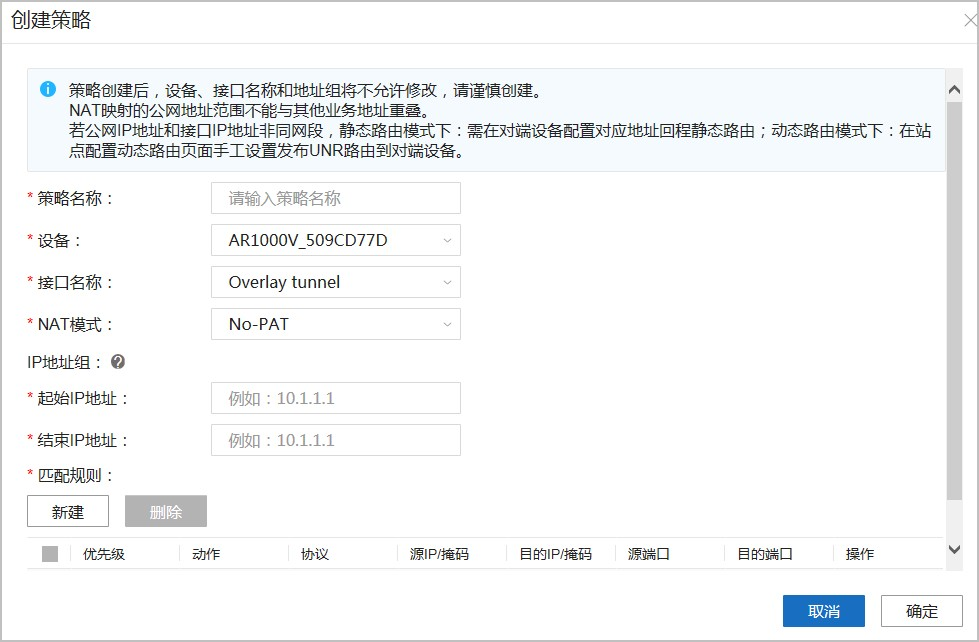 创建策略
策略创建后，设备、接口名称和地址组将不允许修改，请谨慎创建。
NAT映射的公网地址范围不能与其他业务地址重叠。
若公网IP地址和接口IP地址非同网段，静态路由模式下：需在对端设备配置对应地址回程静态路由；动态路由模式下：在站
点配置动态路由页面手工设置发布UNR路由到对端设备。
* 策略名称： 请输入策略名称
* 设备： AR1000V_509CD77D
* 接口名称： Overlay tunnel
* NAT模式： No-PAT
IP地址组：
* 起始IP地址： 例如：10.1.1.1
* 结束IP地址： 例如：10.1.1.1
* 匹配规则：
新建 删除
优先级 动作 协议 源IP/掩码 目的IP/掩码 源端口 目的端口 操作
取消 确定